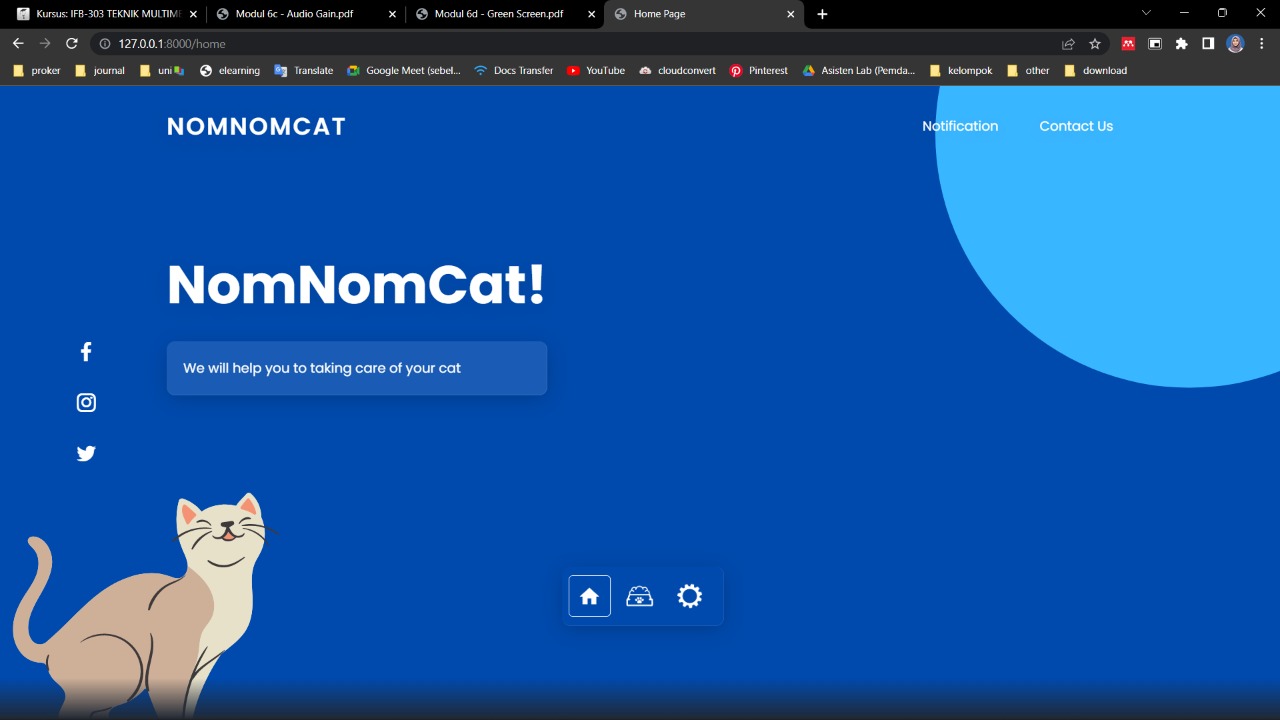 Kursus: IFB-303 TEKNIK MULTIME
Modul 6c - Audio Gain.pdf
Modul 6d - Green Screen.pdf
Home Page
127.0.0.1:8000/home
proker
journal
uni
elearning
Translate
Google Meet (sebel...
Docs Transfer
YouTube
cloudconvert
Pinterest
Asisten Lab (Pemda...
kelompok
other
download
NOMNOMCAT
Notification
Contact Us
NomNomCat!
We will help you to taking care of your cat